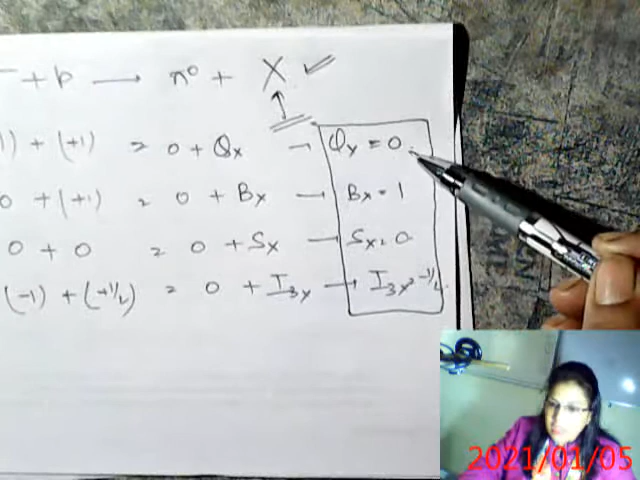 ⁻ + p ⟶ π⁰ + X ✓
1) + (+1) = 0 + Qx → Qx = 0
0 + (+1) = 0 + Bx → Bx = 1
0 + 0 = 0 + Sx → Sx = 0
(-1) + (+1/2) = 0 + I3x → I3x = -1/2
2021/01/05